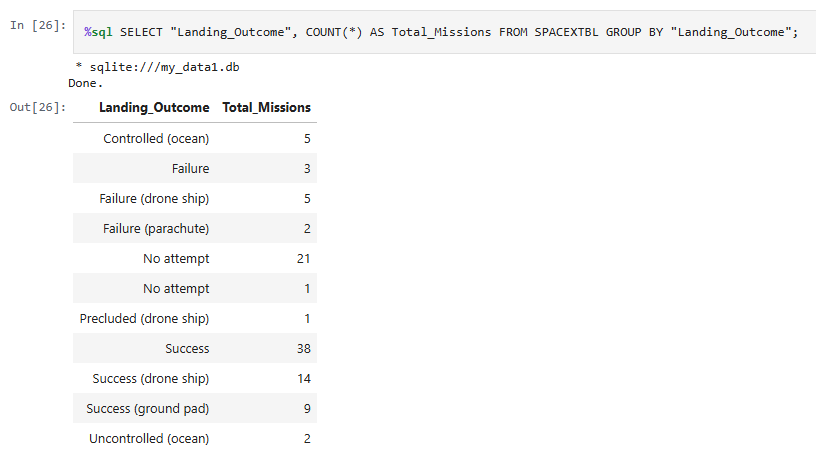 In [26]: %sql SELECT "Landing_Outcome", COUNT(*) AS Total_Missions FROM SPACEXTBL GROUP BY "Landing_Outcome";
* sqlite:///my_data1.db
Done.
Out[26]: Landing_Outcome Total_Missions
Controlled (ocean) 5
Failure 3
Failure (drone ship) 5
Failure (parachute) 2
No attempt 21
No attempt 1
Precluded (drone ship) 1
Success 38
Success (drone ship) 14
Success (ground pad) 9
Uncontrolled (ocean) 2